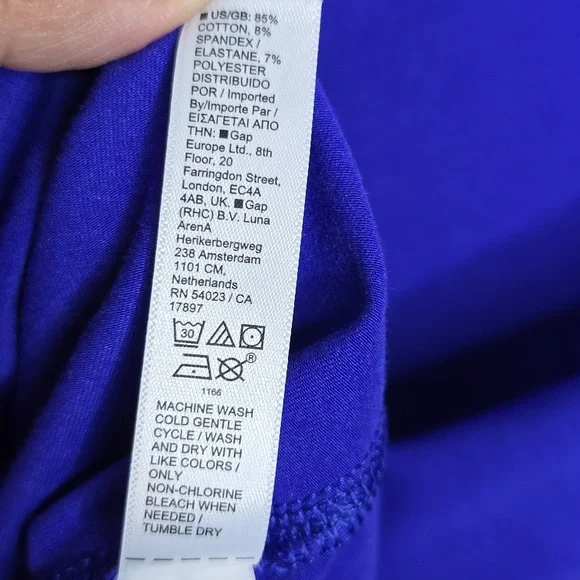 ■ US/GB: 85%
COTTON, 8%
SPANDEX /
ELASTANE, 7%
POLYESTER
DISTRIBUIDO
POR / Imported
By/Importe Par /
ΕΙΣΑΓΕΤΑΙ ΑΠΟ
ΤΗΝ: ■Gap
Europe Ltd., 8th
Floor, 20
Farringdon Street,
London, EC4A
4AB, UK. ■Gap
(RHC) B.V. Luna
ArenA
Herikerbergweg
238 Amsterdam
1101 CM,
Netherlands
RN 54023 / CA
17897
30
®
1166
MACHINE WASH
COLD GENTLE
CYCLE / WASH
AND DRY WITH
LIKE COLORS /
ONLY
NON-CHLORINE
BLEACH WHEN
NEEDED /
TUMBLE DRY